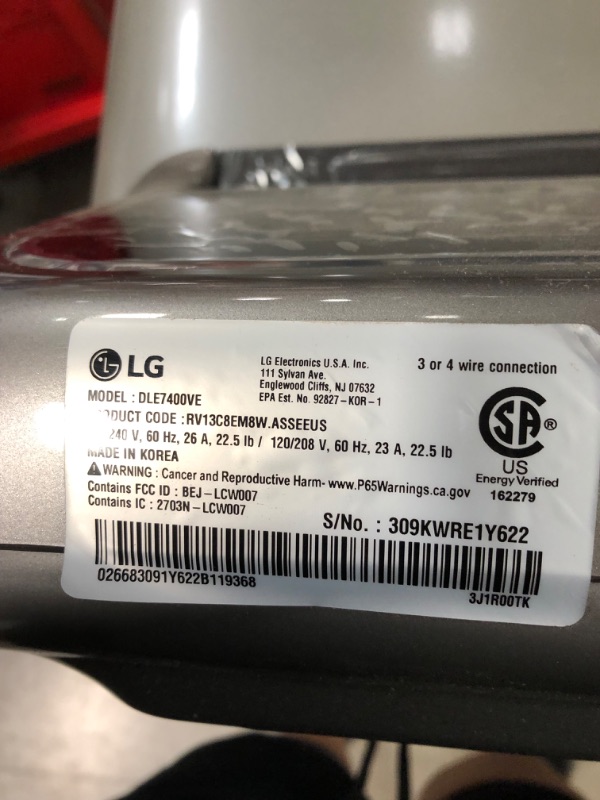 LG
LG Electronics U.S.A. Inc.
111 Sylvan Ave.
Englewood Cliffs, NJ 07632
EPA Est. No. 92827-KOR-1
3 or 4 wire connection
MODEL : DLE7400VE
CODE : RV13C8EM8W.ASSEEUS
240 V, 60 Hz, 26 A, 22.5 lb / 120/208 V, 60 Hz, 23 A, 22.5 lb
MADE IN KOREA
WARNING : Cancer and Reproductive Harm- www.P65Warnings.ca.gov
Contains FCC ID : BEJ-LCW007
Contains IC : 2703N-LCW007
SA ®
US
Energy Verified
162279
S/No. : 309KWRE1Y622
026683091Y622B119368
3J1R00TK